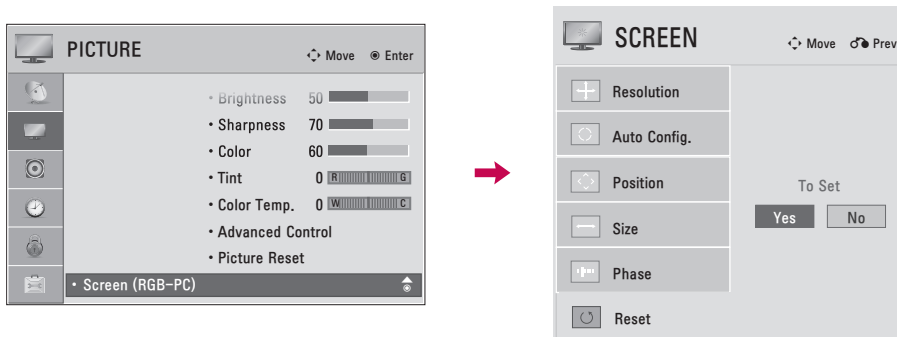 PICTURE
Move Enter
• Brightness 50
• Sharpness 70
• Color 60
• Tint 0 R G
• Color Temp. 0 W C
• Advanced Control
• Picture Reset
• Screen (RGB-PC)
SCREEN
Move Prev
Resolution
Auto Config.
Position
Size
Phase
Reset
To Set
Yes No